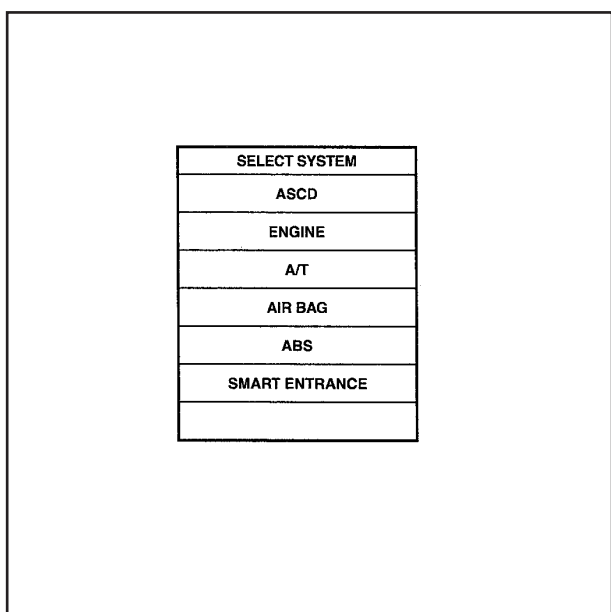 SELECT SYSTEM
ASCD
ENGINE
A/T
AIR BAG
ABS
SMART ENTRANCE